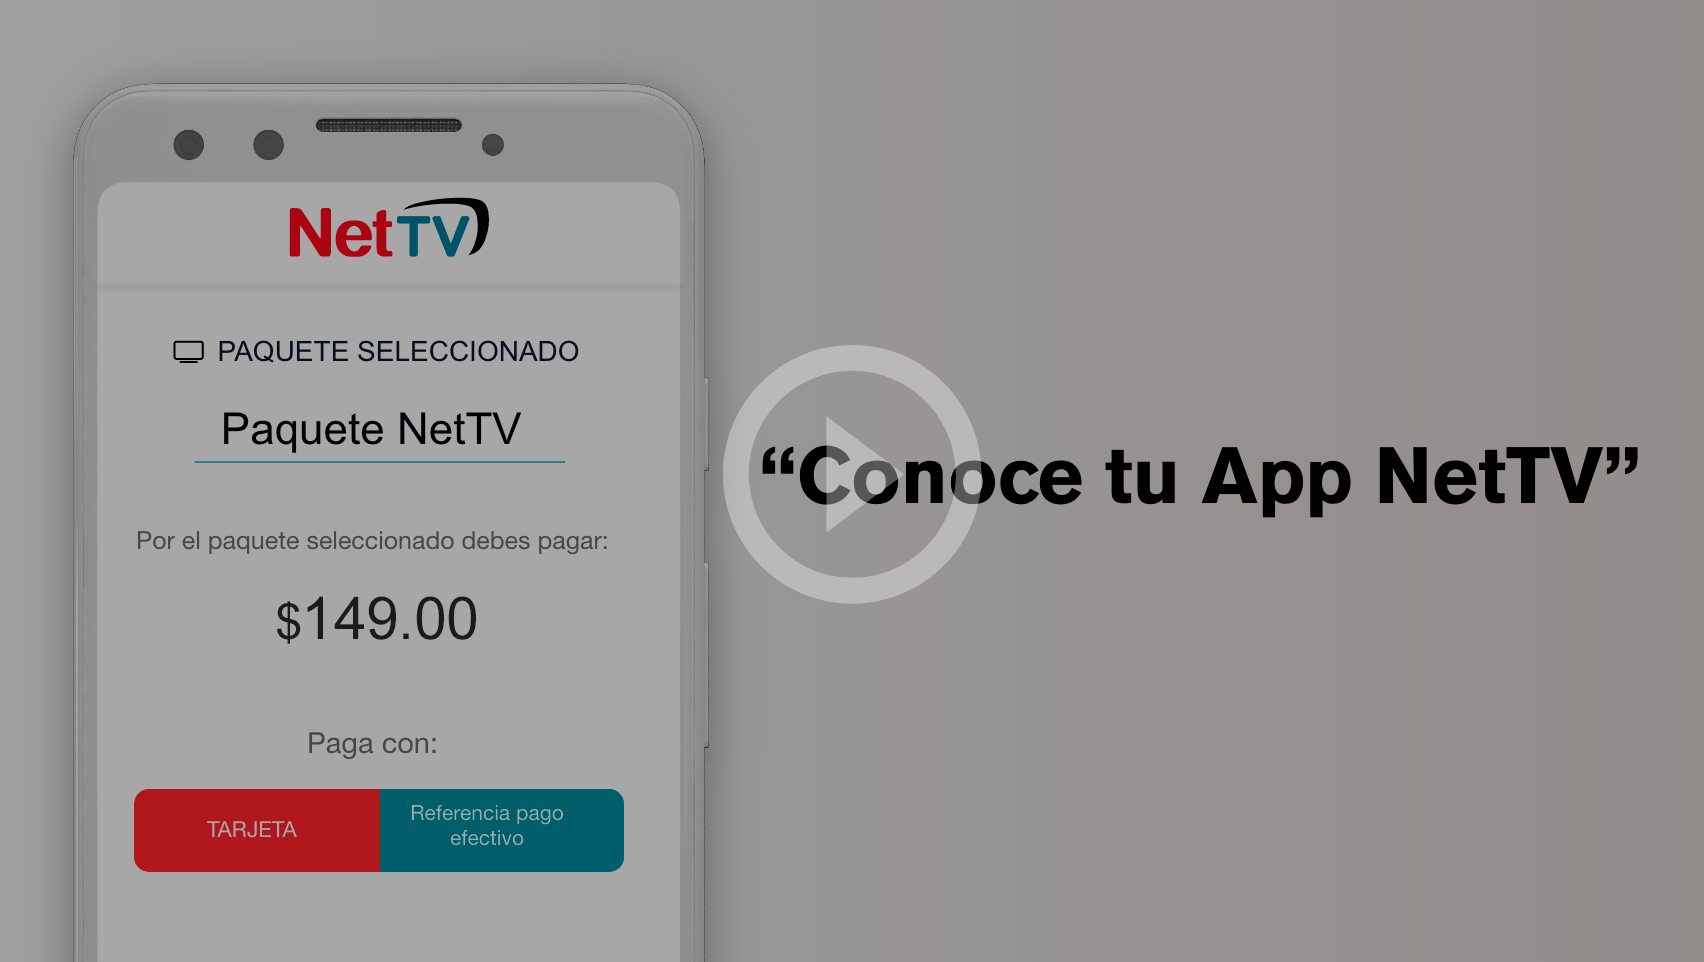 NetTV
PAQUETE SELECCIONADO
Paquete NetTV
Por el paquete seleccionado debes pagar:
$149.00
Paga con:
TARJETA
Referencia pago
efectivo
“Conoce tu App NetTV”